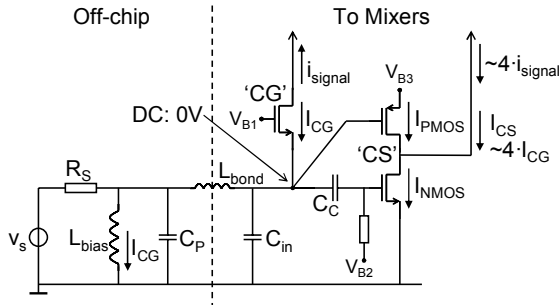 Off-chip
To Mixers
i_signal
~4·i_signal
'CG'
V_B3
V_B1
I_CG
I_PMOS
I_CS
DC: 0V
~4·I_CG
'CS'
R_S
L_bond
I_NMOS
C_C
v_s
L_bias
I_CG
C_P
C_in
V_B2